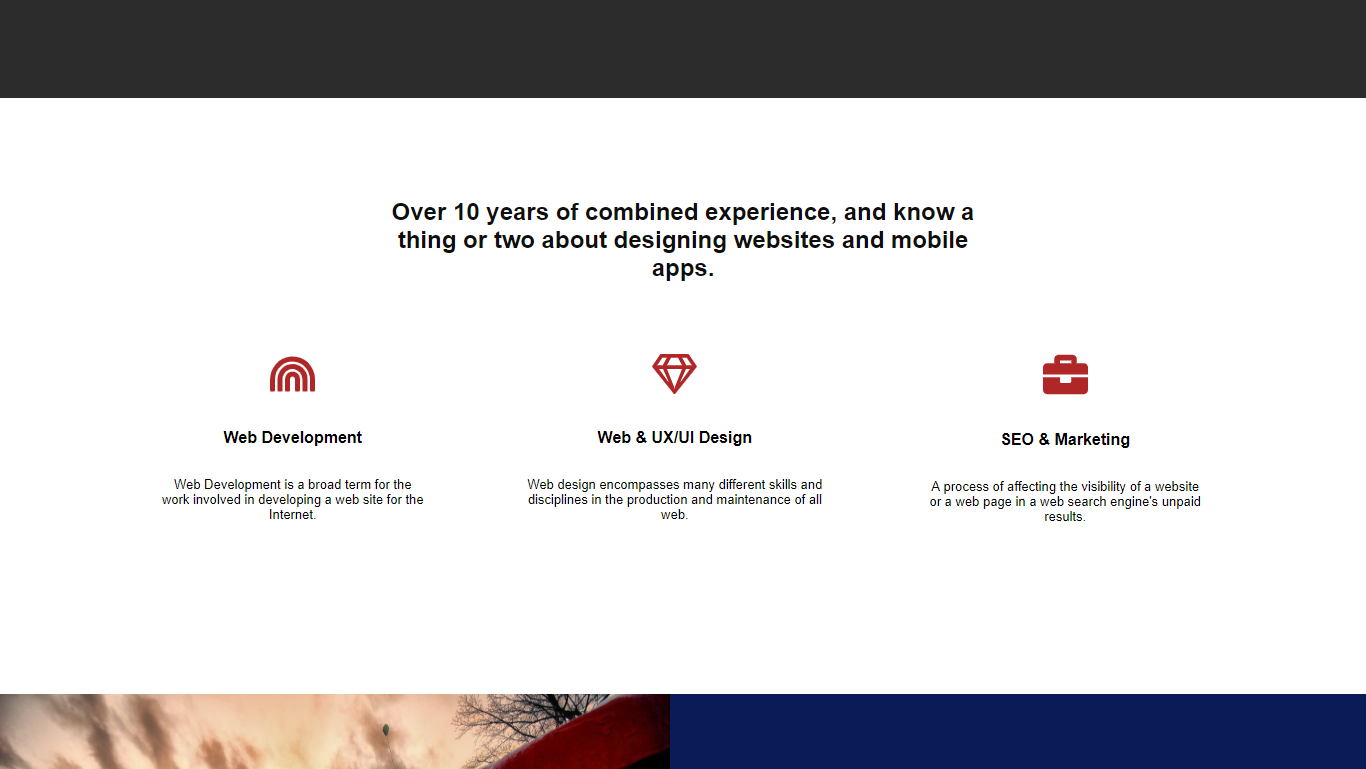 Over 10 years of combined experience, and know a
thing or two about designing websites and mobile
apps.
Web Development
Web Development is a broad term for the
work involved in developing a web site for the
Internet.
Web & UX/UI Design
Web design encompasses many different skills and
disciplines in the production and maintenance of all
web.
SEO & Marketing
A process of affecting the visibility of a website
or a web page in a web search engine's unpaid
results.